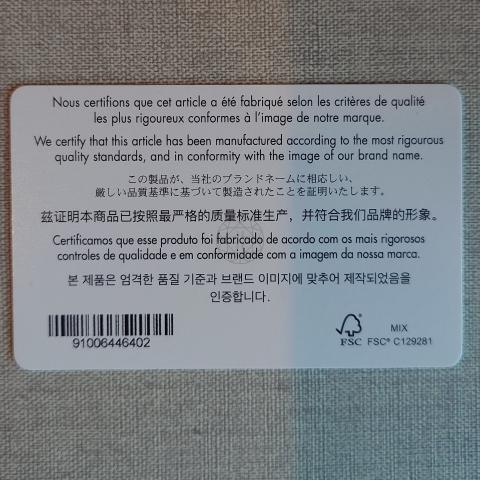 Nous certifions que cet article a été fabriqué selon les critères de qualité
les plus rigoureux conformes à l'image de notre marque.
We certify that this article has been manufactured according to the most rigourous
quality standards, and in conformity with the image of our brand name.
この製品が、当社のブランドネームに相応しい、
厳しい品質基準に基づいて製造されたことを証明いたします。
兹证明本商品已按照最严格的质量标准生产，并符合我们品牌的形象。
Certificamos que esse produto foi fabricado de acordo com os mais rigorosos
controles de qualidade e em conformidade com a imagem da nossa marca.
본 제품은 엄격한 품질 기준과 브랜드 이미지에 맞추어 제작되었음을
인증합니다.
91006446402
MIX
FSC FSC® C129281